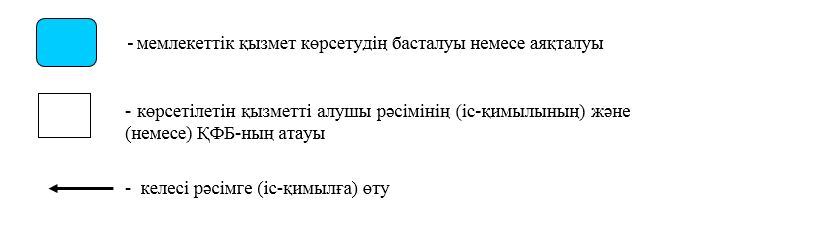 - мемлекеттік қызмет көрсетудің басталуы немесе аяқталуы
- көрсетілетін қызметті алушы рәсімінің (іс-қимылының) және
(немесе) ҚФБ-ның атауы
- келесі рәсімге (іс-қимылға) өту